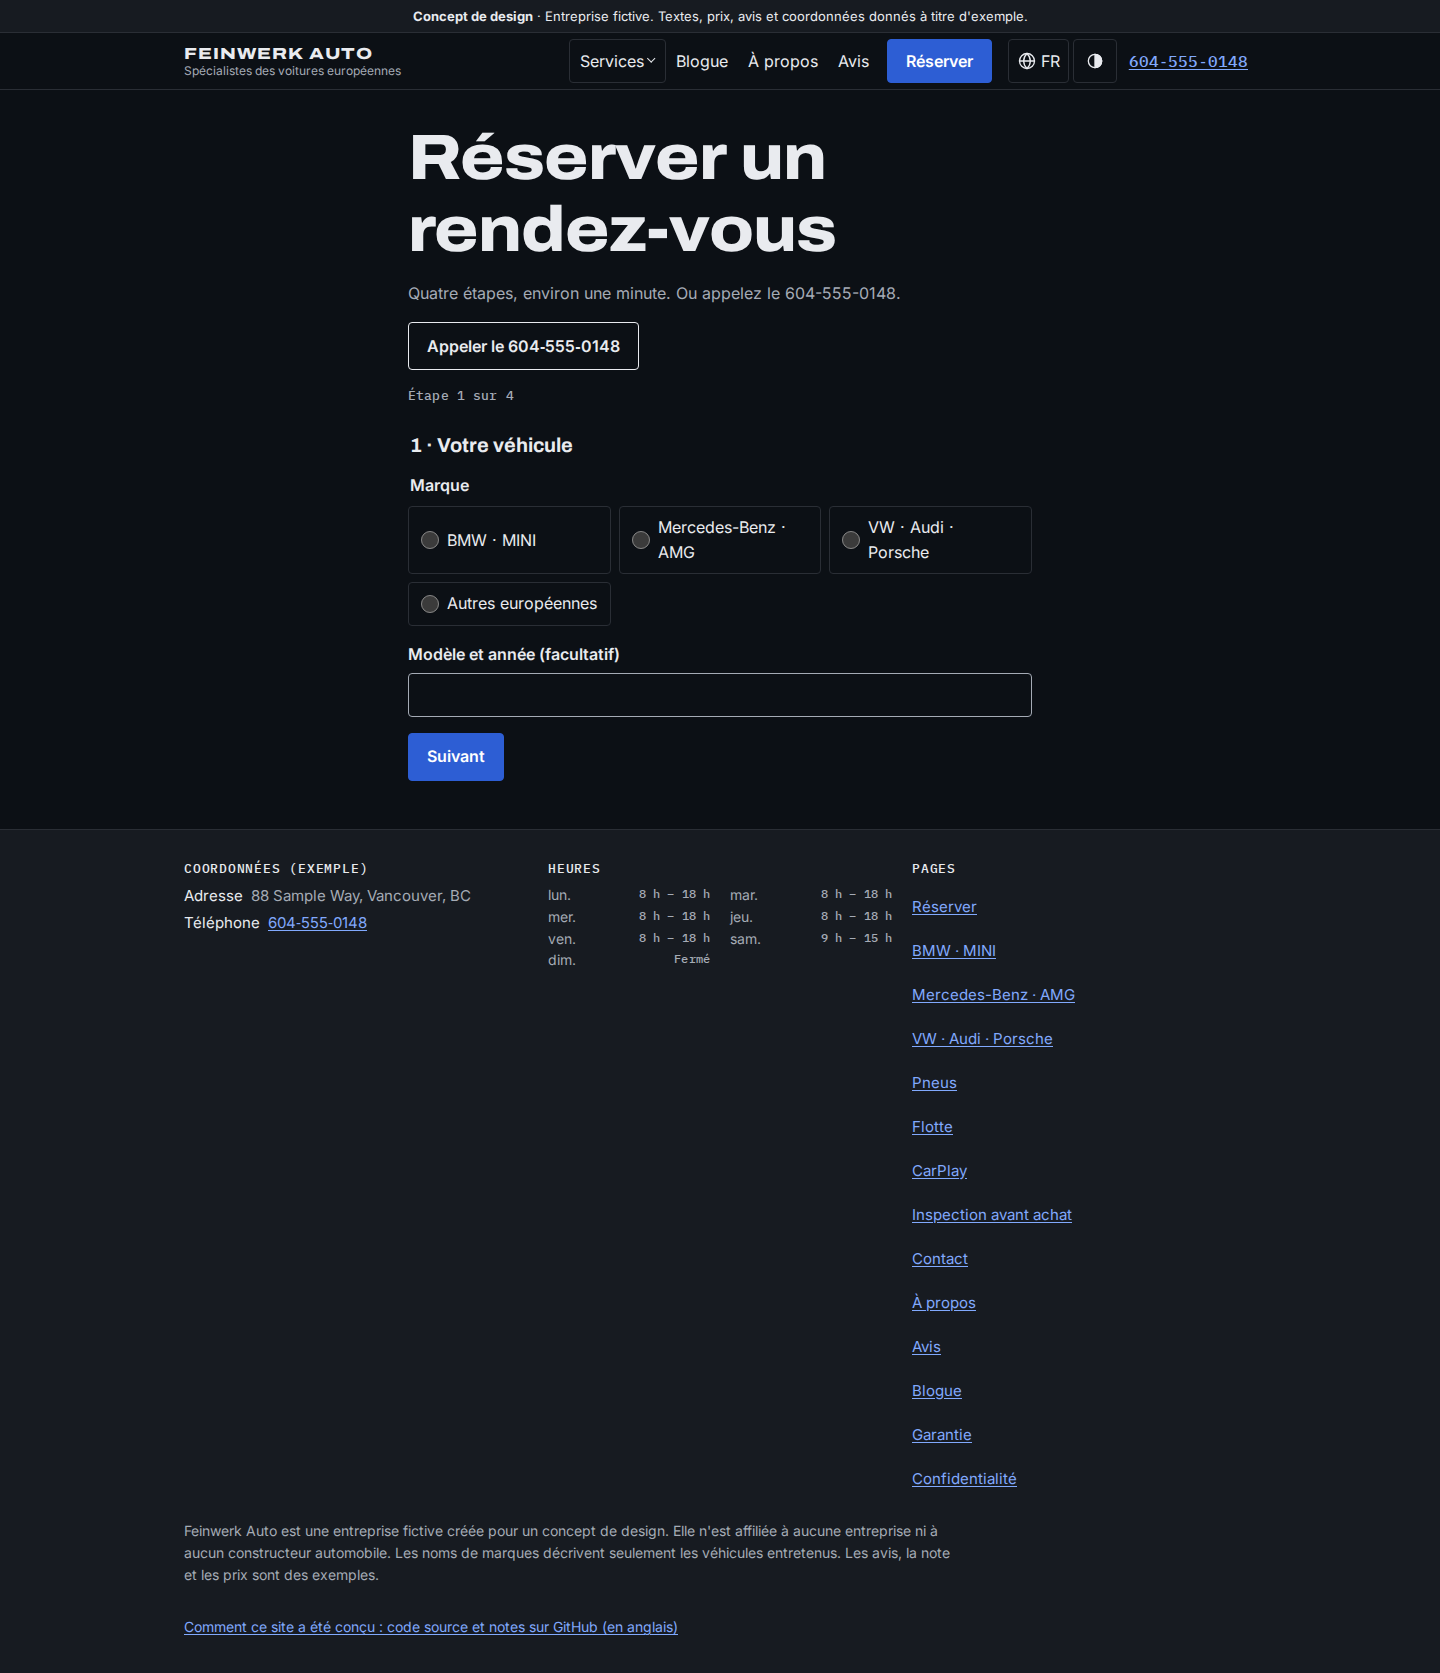 Concept de design · Entreprise fictive. Textes, prix, avis et coordonnées donnés à titre d'exemple.
FEINWERK AUTO
Spécialistes des voitures européennes
Services
Blogue
À propos
Avis
Réserver
FR
604-555-0148
Réserver un
rendez-vous
Quatre étapes, environ une minute. Ou appelez le 604-555-0148.
Appeler le 604-555-0148
Étape 1 sur 4
1 · Votre véhicule
Marque
BMW · MINI
Mercedes-Benz ·
AMG
VW · Audi ·
Porsche
Autres européennes
Modèle et année (facultatif)
Suivant
COORDONNÉES (EXEMPLE)
Adresse 88 Sample Way, Vancouver, BC
Téléphone 604-555-0148
HEURES
lun. 8 h – 18 h
mar. 8 h – 18 h
mer. 8 h – 18 h
jeu. 8 h – 18 h
ven. 8 h – 18 h
sam. 9 h – 15 h
dim. Fermé
PAGES
Réserver
BMW · MINI
Mercedes-Benz · AMG
VW · Audi · Porsche
Pneus
Flotte
CarPlay
Inspection avant achat
Contact
À propos
Avis
Blogue
Garantie
Confidentialité
Feinwerk Auto est une entreprise fictive créée pour un concept de design. Elle n'est affiliée à aucune entreprise ni à
aucun constructeur automobile. Les noms de marques décrivent seulement les véhicules entretenus. Les avis, la note
et les prix sont des exemples.
Comment ce site a été conçu : code source et notes sur GitHub (en anglais)